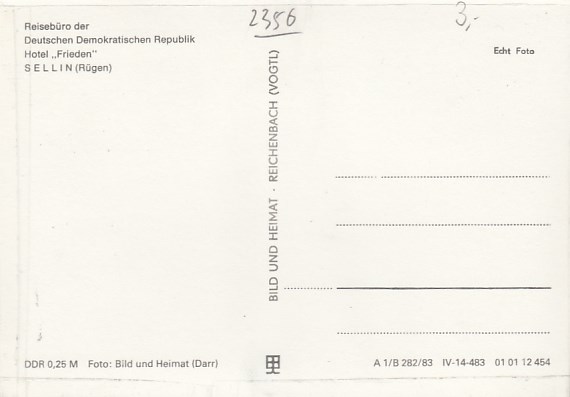 Reisebüro der
Deutschen Demokratischen Republik
Hotel „Frieden"
SELLIN (Rügen)
2356
3,-
Echt Foto
BILD UND HEIMAT · REICHENBACH (VOGTL)
DDR 0,25 M Foto: Bild und Heimat (Darr)
A 1/B 282/83 IV-14-483 01 01 12 454